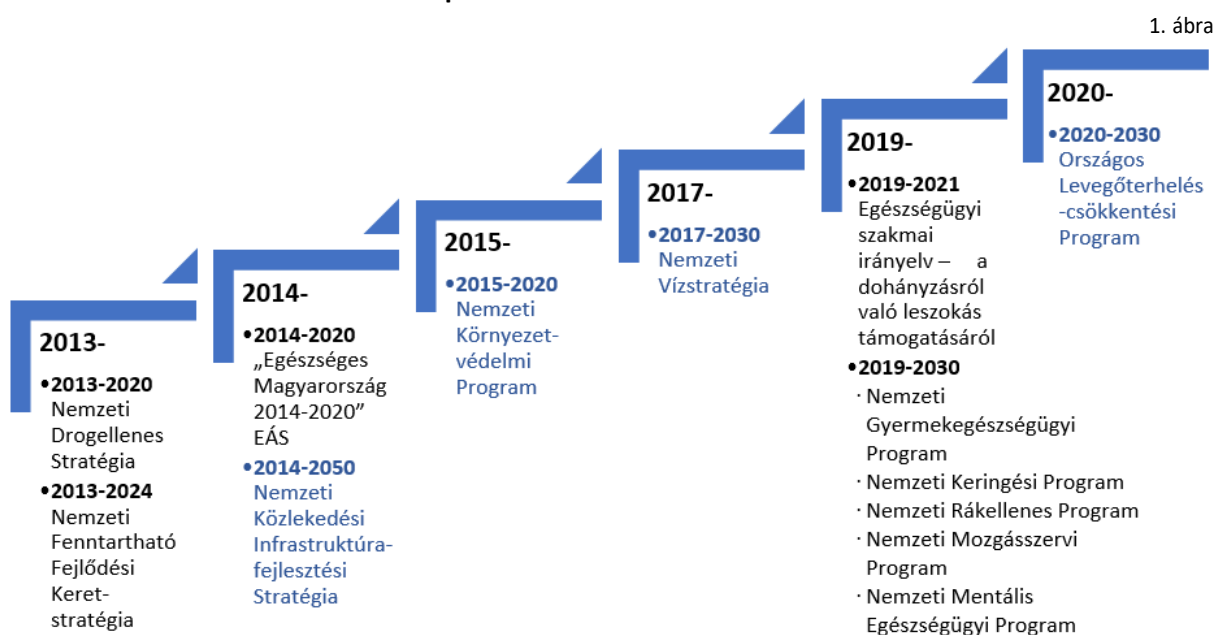 1. ábra
2013-
•2013-2020
Nemzeti
Drogellenes
Stratégia
•2013-2024
Nemzeti
Fenntartható
Fejlődési
Keret-
stratégia
2014-
•2014-2020
„Egészséges
Magyarország
2014-2020”
EÁS
•2014-2050
Nemzeti
Közlekedési
Infrastruktúra-
fejlesztési
Stratégia
2015-
•2015-2020
Nemzeti
Környezet-
védelmi
Program
2017-
•2017-2030
Nemzeti
Vízstratégia
2019-
•2019-2021
Egészségügyi
szakmai
irányelv – a
dohányzásról
való leszokás
támogatásáról
•2019-2030
· Nemzeti
Gyermekegészségügyi
Program
· Nemzeti Keringési Program
· Nemzeti Rákellenes Program
· Nemzeti Mozgásszervi
Program
· Nemzeti Mentális
Egészségügyi Program
2020-
•2020-2030
Országos
Levegőterhelés
-csökkentési
Program